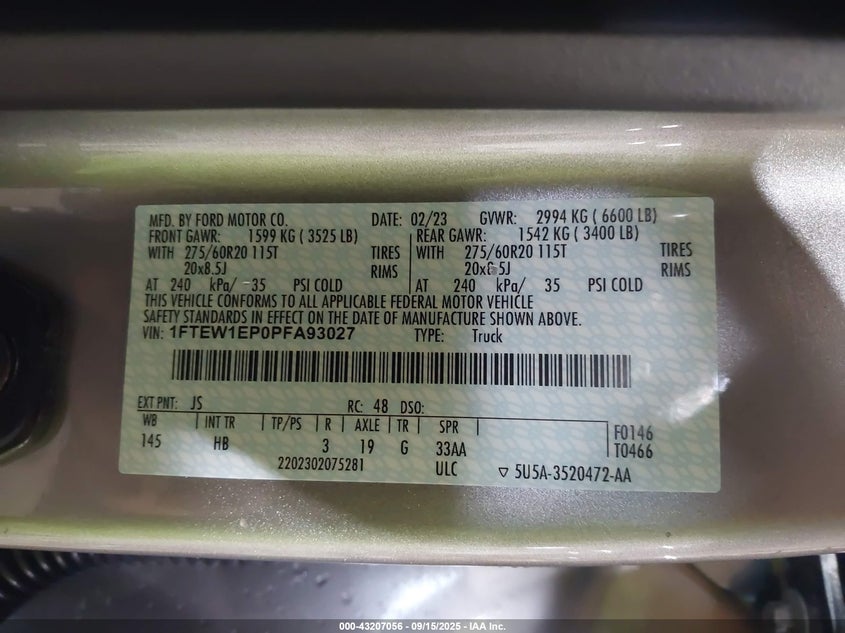 MFD. BY FORD MOTOR CO. DATE: 02/23 GVWR: 2994 KG ( 6600 LB)
FRONT GAWR: 1599 KG ( 3525 LB) REAR GAWR: 1542 KG ( 3400 LB)
WITH 275/60R20 115T TIRES 275/60R20 115T TIRES
20x8.5J RIMS 20x8.5J RIMS
AT 240 kPa/ 35 PSI COLD AT 240 kPa/ 35 PSI COLD
THIS VEHICLE CONFORMS TO ALL APPLICABLE FEDERAL MOTOR VEHICLE
SAFETY STANDARDS IN EFFECT ON THE DATE OF MANUFACTURE SHOWN ABOVE.
VIN: 1FTEW1EP0PFA93027 TYPE: Truck
EXT PNT: JS RC: 48 DSO:
WB INT TR TP/PS R AXLE TR SPR
145 HB 3 19 G 33AA
F0146
T0466
2202302075281 ULC ▽ 5U5A-3520472-AA
000-43207056 - 09/15/2025 - IAA Inc.